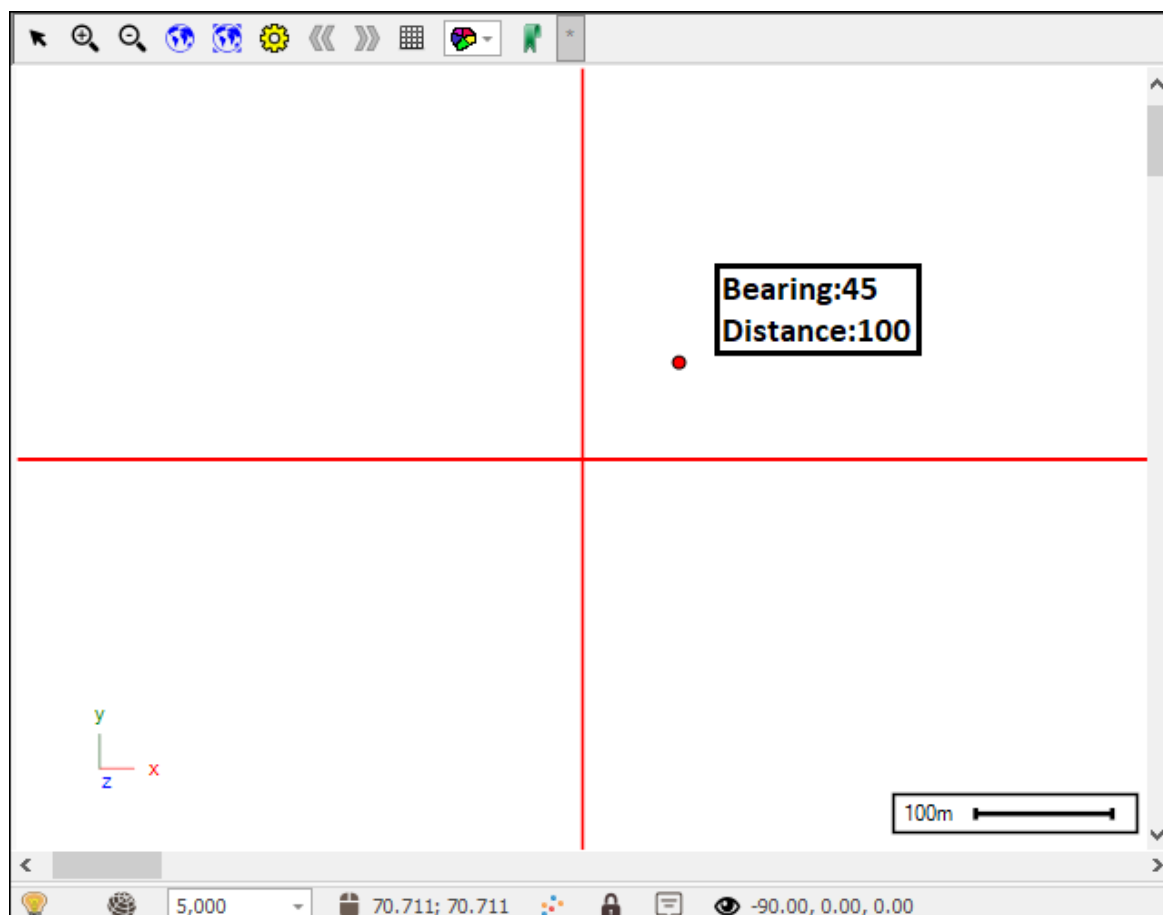 *
Bearing:45
Distance:100
y
x
z
100m
5,000
70.711; 70.711
-90.00, 0.00, 0.00